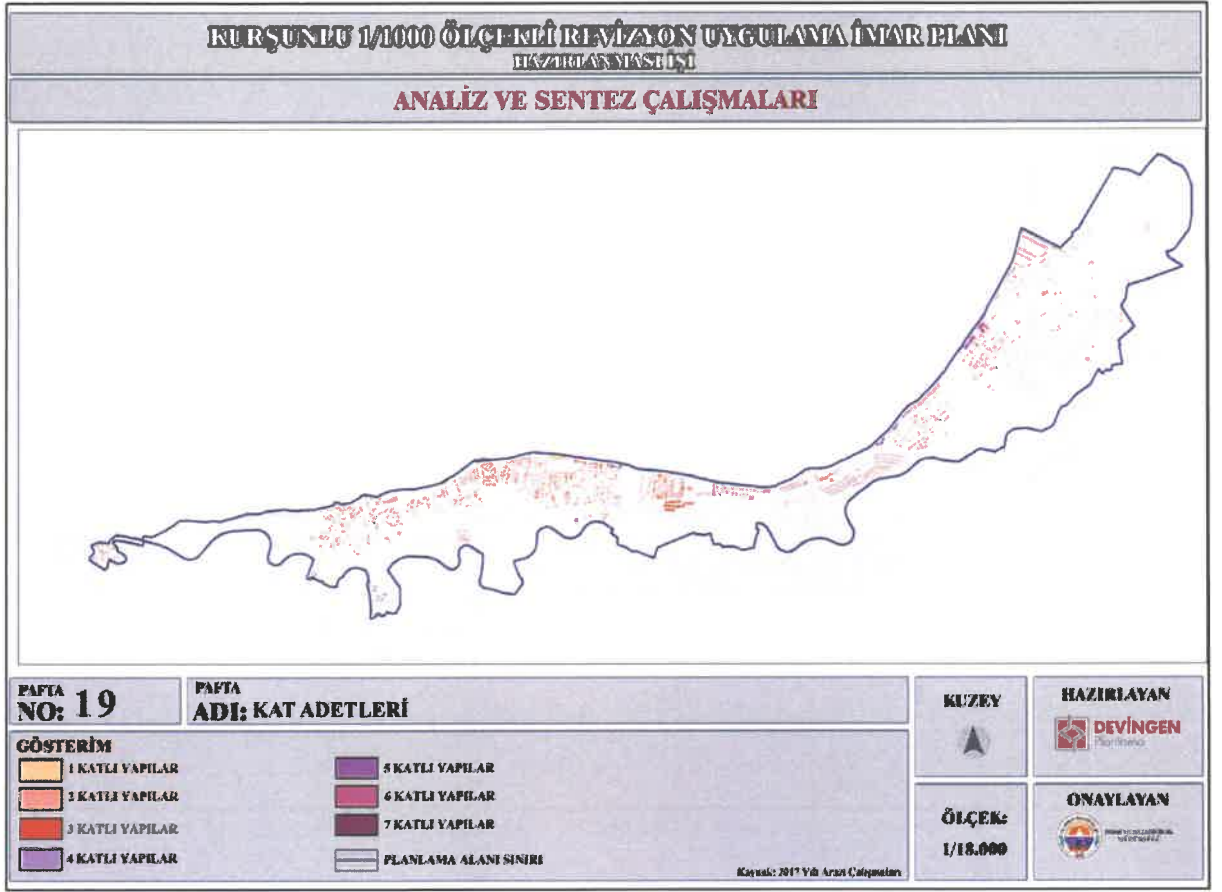 KURŞUNLU 1/1000 ÖLÇEKLİ REVİZYON UYGULAMA İMAR PLANI
HAZIRLANMASI İŞİ
ANALİZ VE SENTEZ ÇALIŞMALARI
PAFTA
NO: 19
PAFTA
ADI: KAT ADETLERİ
GÖSTERİM
1 KATLI YAPILAR
2 KATLI YAPILAR
3 KATLI YAPILAR
4 KATLI YAPILAR
5 KATLI YAPILAR
6 KATLI YAPILAR
7 KATLI YAPILAR
PLANLAMA ALANI SINIRI
Kaynak: 2017 Yılı Arazi Çalışmaları
KUZEY
ÖLÇEK:
1/18.000
HAZIRLAYAN
DEVİNGEN
Planlama
ONAYLAYAN